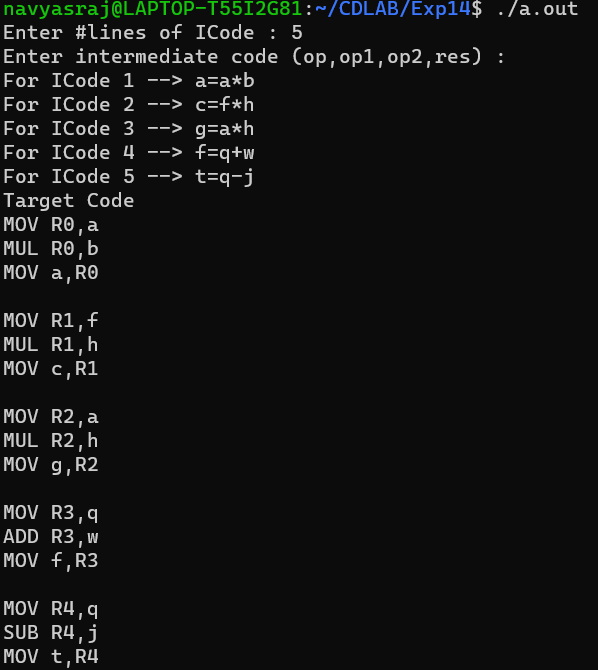 navyasraj@LAPTOP-T55I2G81:~/CDLAB/Exp14$ ./a.out
Enter #lines of ICode : 5
Enter intermediate code (op,op1,op2,res) :
For ICode 1 --> a=a*b
For ICode 2 --> c=f*h
For ICode 3 --> g=a*h
For ICode 4 --> f=q+w
For ICode 5 --> t=q-j
Target Code
MOV R0,a
MUL R0,b
MOV a,R0

MOV R1,f
MUL R1,h
MOV c,R1

MOV R2,a
MUL R2,h
MOV g,R2

MOV R3,q
ADD R3,w
MOV f,R3

MOV R4,q
SUB R4,j
MOV t,R4